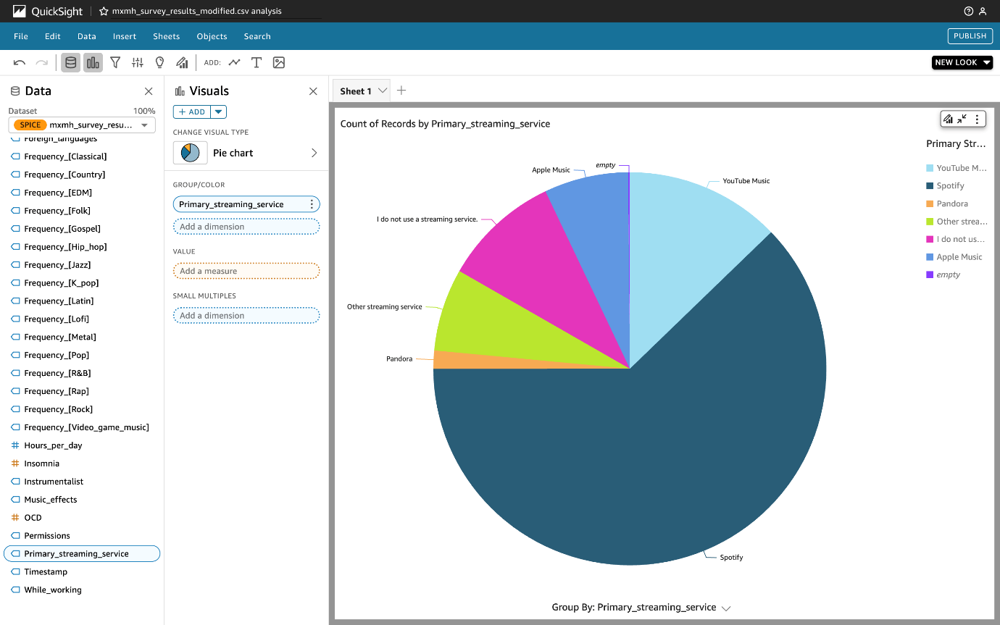 QuickSight
mxmh_survey_results_modified.csv analysis
File Edit Data Insert Sheets Objects Search
PUBLISH
ADD:
NEW LOOK
Data
Dataset 100%
SPICE mxmh_survey_resu...
Foreign_languages
Frequency_[Classical]
Frequency_[Country]
Frequency_[EDM]
Frequency_[Folk]
Frequency_[Gospel]
Frequency_[Hip_hop]
Frequency_[Jazz]
Frequency_[K_pop]
Frequency_[Latin]
Frequency_[Lofi]
Frequency_[Metal]
Frequency_[Pop]
Frequency_[R&B]
Frequency_[Rap]
Frequency_[Rock]
Frequency_[Video_game_music]
Hours_per_day
Insomnia
Instrumentalist
Music_effects
OCD
Permissions
Primary_streaming_service
Timestamp
While_working
Visuals
+ ADD
CHANGE VISUAL TYPE
Pie chart
GROUP/COLOR
Primary_streaming_service
Add a dimension
VALUE
Add a measure
SMALL MULTIPLES
Add a dimension
Sheet 1
Count of Records by Primary_streaming_service
empty
Apple Music
YouTube Music
I do not use a streaming service.
Other streaming service
Pandora
Spotify
Group By: Primary_streaming_service
Primary Str...
YouTube M...
Spotify
Pandora
Other strea...
I do not us...
Apple Music
empty